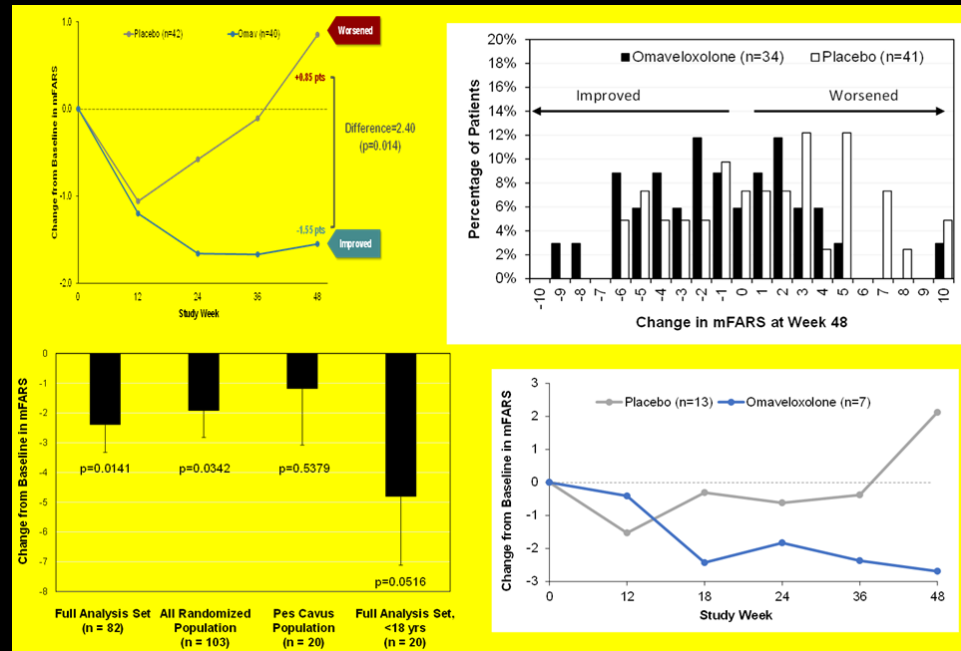 1.0
0.0
-1.0
-2.0
Change from Baseline in mFARS
Placebo (n=42)
Omav (n=40)
Worsened
+0.85 pts
Difference=2.40
(p=0.014)
-1.55 pts
Improved
0
12
24
36
48
Study Week
20%
18%
16%
14%
12%
10%
8%
6%
4%
2%
0%
Percentage of Patients
Omaveloxolone (n=34)
Placebo (n=41)
Improved
Worsened
-10
-9
-8
-7
-6
-5
-4
-3
-2
-1
0
1
2
3
4
5
6
7
8
9
10
Change in mFARS at Week 48
0
-1
-2
-3
-4
-5
-6
-7
-8
Change from Baseline in mFARS
p=0.0141
p=0.0342
p=0.5379
p=0.0516
Full Analysis Set
(n = 82)
All Randomized
Population
(n = 103)
Pes Cavus
Population
(n = 20)
Full Analysis Set,
<18 yrs
(n = 20)
3
2
1
0
-1
-2
-3
Change from Baseline in mFARS
Placebo (n=13)
Omaveloxolone (n=7)
0
12
18
24
36
48
Study Week